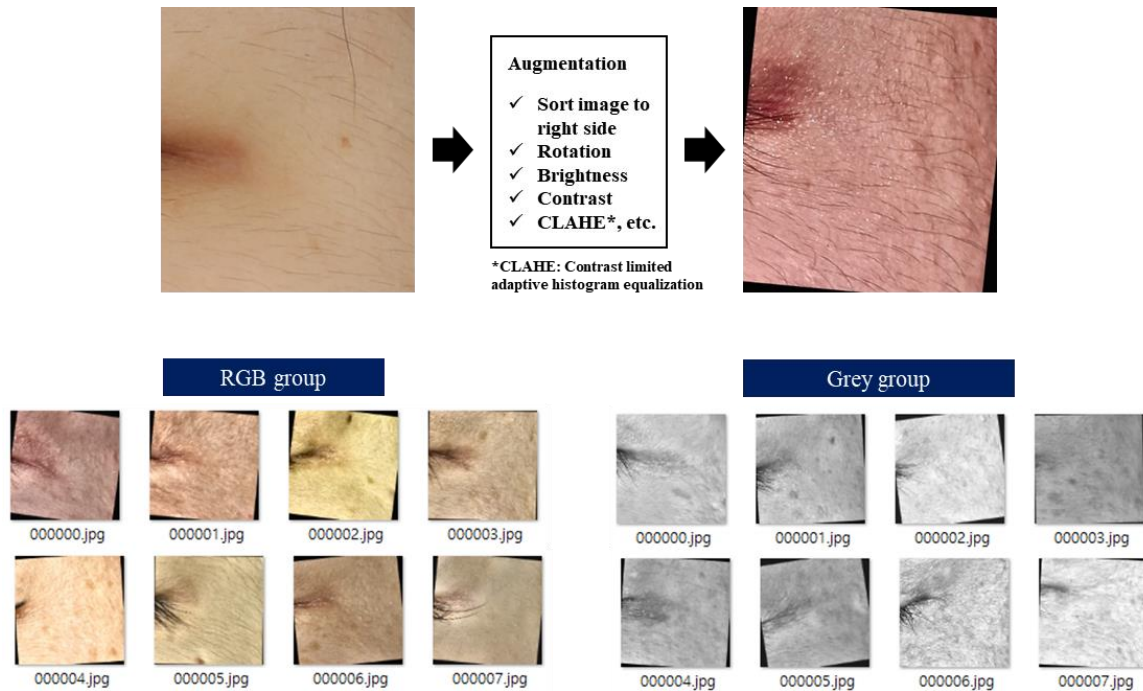 Augmentation
✓ Sort image to
right side
✓ Rotation
✓ Brightness
✓ Contrast
✓ CLAHE*, etc.
*CLAHE: Contrast limited
adaptive histogram equalization
RGB group
000000.jpg 000001.jpg 000002.jpg 000003.jpg
000004.jpg 000005.jpg 000006.jpg 000007.jpg
Grey group
000000.jpg 000001.jpg 000002.jpg 000003.jpg
000004.jpg 000005.jpg 000006.jpg 000007.jpg